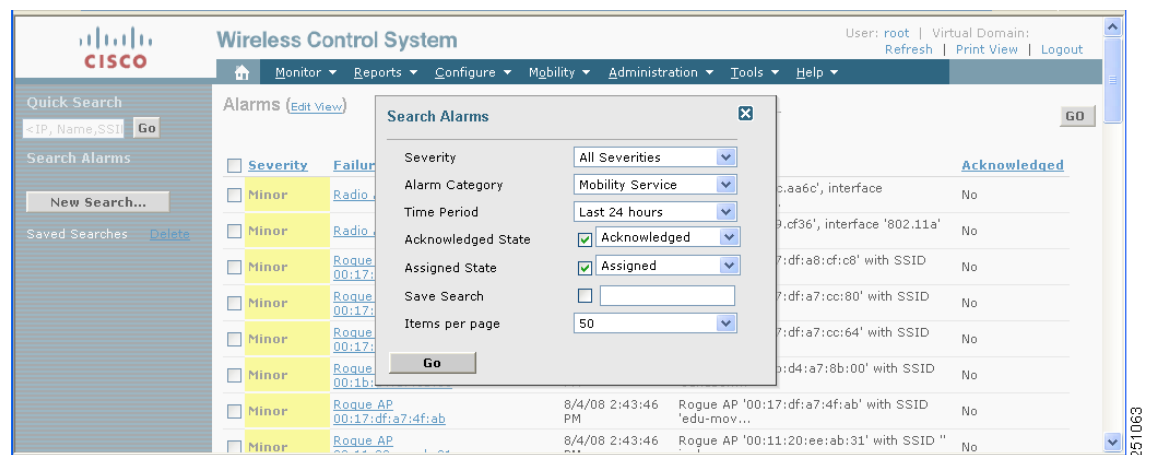 CISCO
Wireless Control System
User: root | Virtual Domain:
Refresh | Print View | Logout
Monitor Reports Configure Mobility Administration Tools Help
Quick Search
<IP, Name,SSI Go
Search Alarms
New Search...
Saved Searches Delete
Alarms (Edit View)
GO
Severity Failur Acknowledged
Minor Radio c.aa6c', interface No
Minor Radio .cf36', interface '802.11a' No
Minor Rogue 7:df:a8:cf:c8' with SSID No
00:17:
Minor Rogue 7:df:a7:cc:80' with SSID No
00:17:
Minor Rogue 7:df:a7:cc:64' with SSID No
00:17:
Minor Rogue :d4:a7:8b:00' with SSID No
00:1b:
Minor Rogue AP 8/4/08 2:43:46 Rogue AP '00:17:df:a7:4f:ab' with SSID No
00:17:df:a7:4f:ab PM 'edu-mov...
Minor Rogue AP 8/4/08 2:43:46 Rogue AP '00:11:20:ee:ab:31' with SSID '' No
Search Alarms
Severity All Severities
Alarm Category Mobility Service
Time Period Last 24 hours
Acknowledged State Acknowledged
Assigned State Assigned
Save Search
Items per page 50
Go
251063